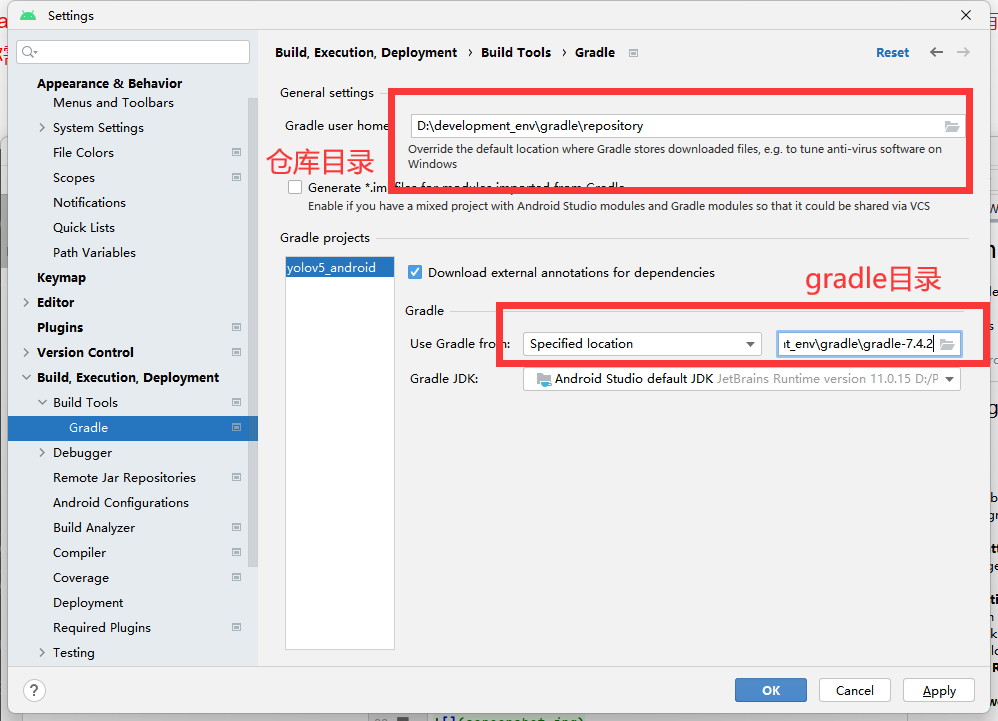 Settings
Build, Execution, Deployment › Build Tools › Gradle
Reset
Appearance & Behavior
Menus and Toolbars
System Settings
File Colors
Scopes
Notifications
Quick Lists
Path Variables
Keymap
Editor
Plugins
Version Control
Build, Execution, Deployment
Build Tools
Gradle
Debugger
Remote Jar Repositories
Android Configurations
Build Analyzer
Compiler
Coverage
Deployment
Required Plugins
Testing
General settings
Gradle user home
D:\development_env\gradle\repository
Override the default location where Gradle stores downloaded files, e.g. to tune anti-virus software on
Windows
仓库目录
Generate *.iml files for modules imported from Gradle
Enable if you have a mixed project with Android Studio modules and Gradle modules so that it could be shared via VCS
Gradle projects
yolov5_android
Download external annotations for dependencies
gradle目录
Gradle
Use Gradle from:
Specified location
t_env\gradle\gradle-7.4.2
Gradle JDK:
Android Studio default JDK JetBrains Runtime version 11.0.15 D:/P
?
OK
Cancel
Apply